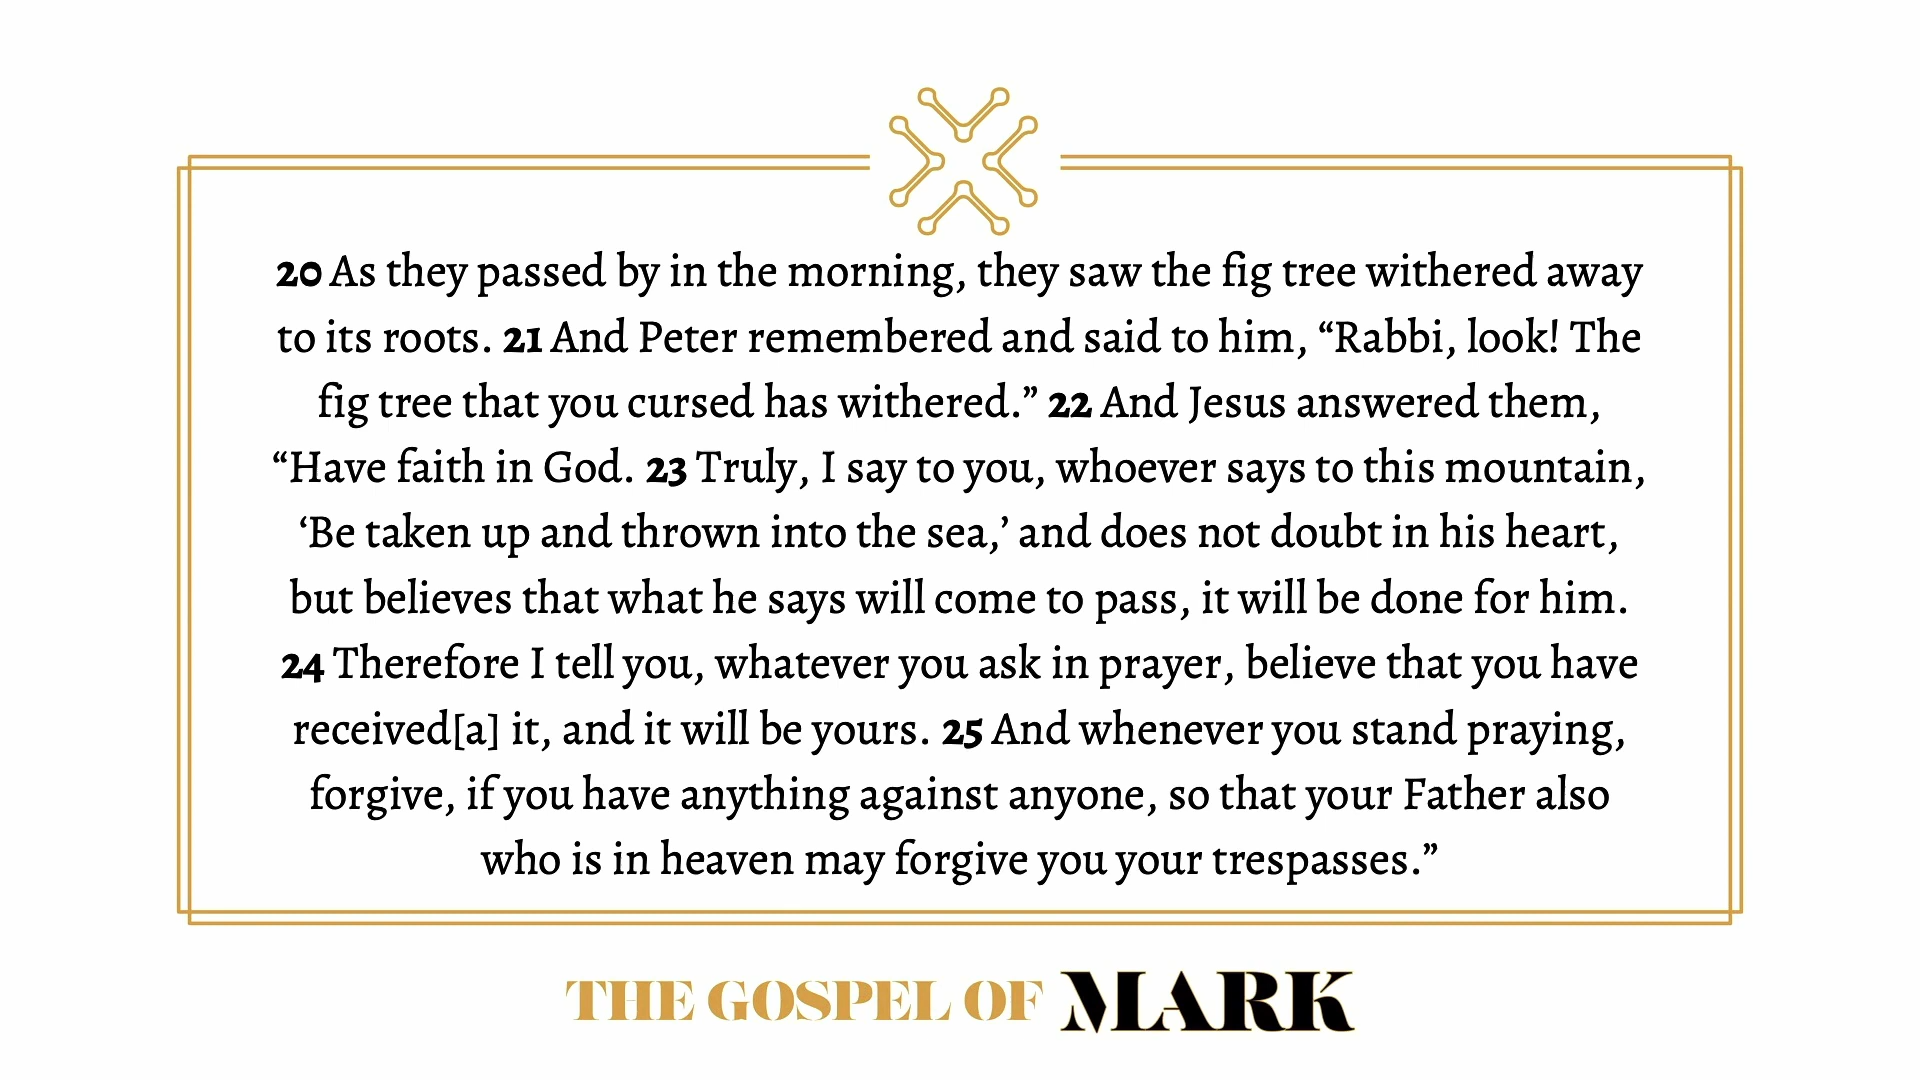 20 As they passed by in the morning, they saw the fig tree withered away
to its roots. 21 And Peter remembered and said to him, “Rabbi, look! The
fig tree that you cursed has withered.” 22 And Jesus answered them,
“Have faith in God. 23 Truly, I say to you, whoever says to this mountain,
‘Be taken up and thrown into the sea,’ and does not doubt in his heart,
but believes that what he says will come to pass, it will be done for him.
24 Therefore I tell you, whatever you ask in prayer, believe that you have
received[a] it, and it will be yours. 25 And whenever you stand praying,
forgive, if you have anything against anyone, so that your Father also
who is in heaven may forgive you your trespasses.”
THE GOSPEL OF MARK